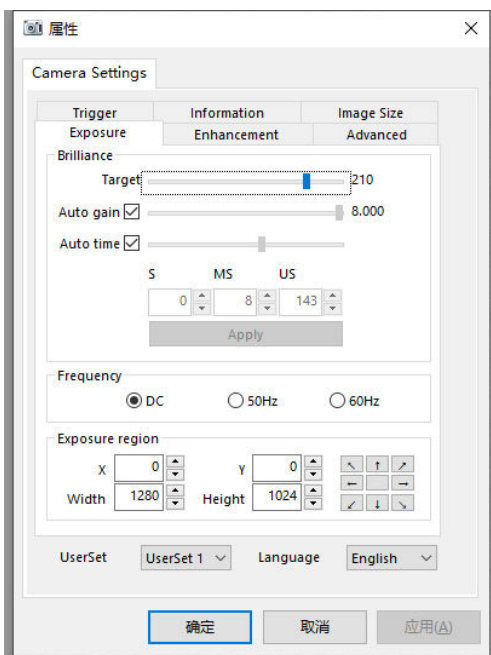 属性
Camera Settings
Trigger Information Image Size
Exposure Enhancement Advanced
Brilliance
Target 210
Auto gain 8.000
Auto time
S MS US
0 8 143
Apply
Frequency
DC 50Hz 60Hz
Exposure region
X 0 Y 0
Width 1280 Height 1024
UserSet UserSet 1 Language English
确定 取消 应用(A)